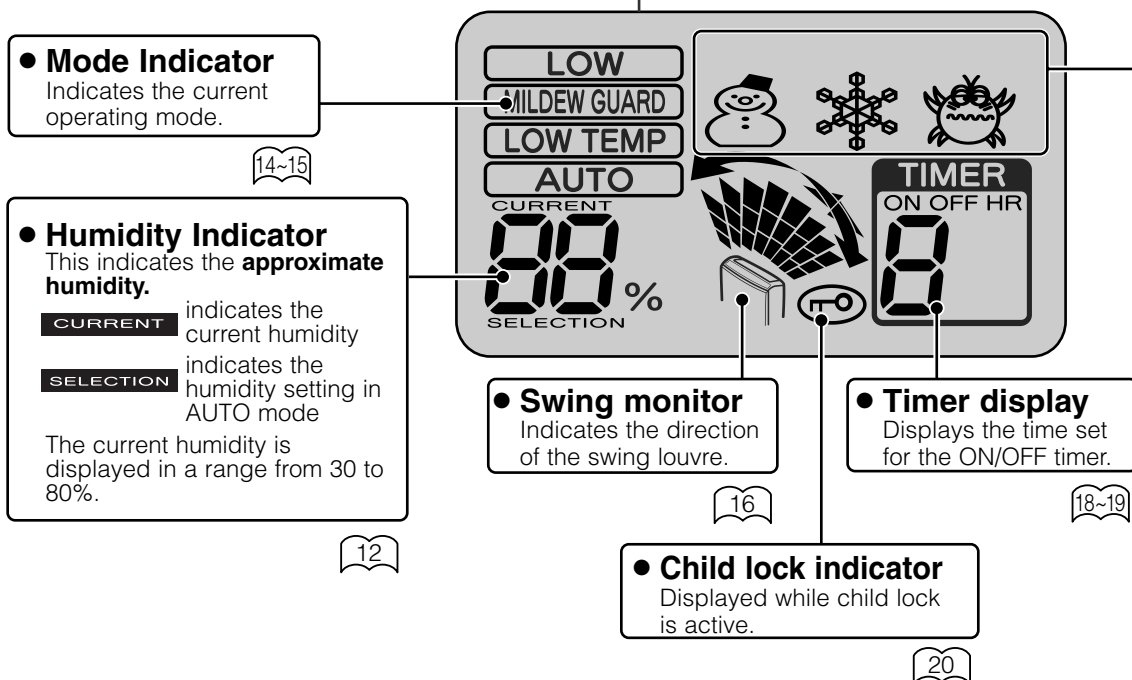 ● Mode Indicator
Indicates the current
operating mode.
14~15
● Humidity Indicator
This indicates the approximate
humidity.
CURRENT indicates the
current humidity
SELECTION indicates the
humidity setting in
AUTO mode
The current humidity is
displayed in a range from 30 to
80%.
12
LOW
MILDEW GUARD
LOW TEMP
AUTO
CURRENT
88%
SELECTION
TIMER
ON OFF HR
8
● Swing monitor
Indicates the direction
of the swing louvre.
16
● Timer display
Displays the time set
for the ON/OFF timer.
18~19
● Child lock indicator
Displayed while child lock
is active.
20